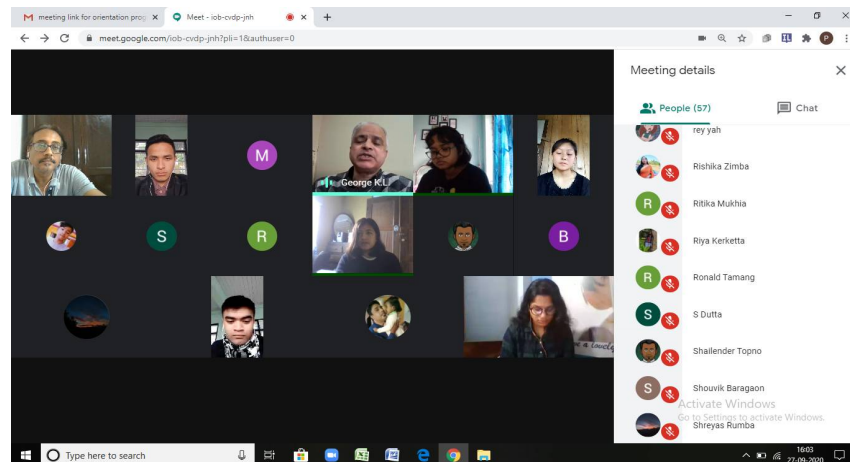 meeting link for orientation prog
Meet - iob-cvdp-jnh
meet.google.com/iob-cvdp-jnh?pli=1&authuser=0
P
Meeting details
People (57)
Chat
M
George K.L.
S
R
B
rey yah
Rishika Zimba
R
Ritika Mukhia
Riya Kerketta
R
Ronald Tamang
S
S Dutta
Shailender Topno
S
Shouvik Baragaon
Shreyas Rumba
Activate Windows
Go to Settings to activate Windows.
Type here to search
16:03
27-09-2020